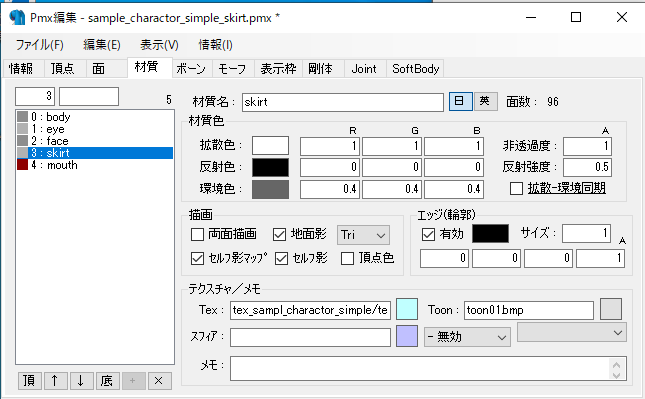 Pmx編集 - sample_charactor_simple_skirt.pmx *
ファイル(F) 編集(E) 表示(V) 情報(I)
情報 頂点 面 材質 ボーン モーフ 表示枠 剛体 Joint SoftBody
3 5
0 : body
1 : eye
2 : face
3 : skirt
4 : mouth
頂 ↑ ↓ 底 + ×
材質名 : skirt 日 英 面数 : 96
材質色
R G B A
拡散色 : 1 1 1 非透過度 : 1
反射色 : 0 0 0 反射強度 : 0.5
環境色 : 0.4 0.4 0.4 拡散-環境同期
描画
両面描画 地面影 Tri
セルフ影マップ セルフ影 頂点色
エッジ(輪郭)
有効 サイズ : 1
A
0 0 0 1
テクスチャ/メモ
Tex : tex_sampl_charactor_simple/te Toon : toon01.bmp
スフィア : - 無効
メモ :